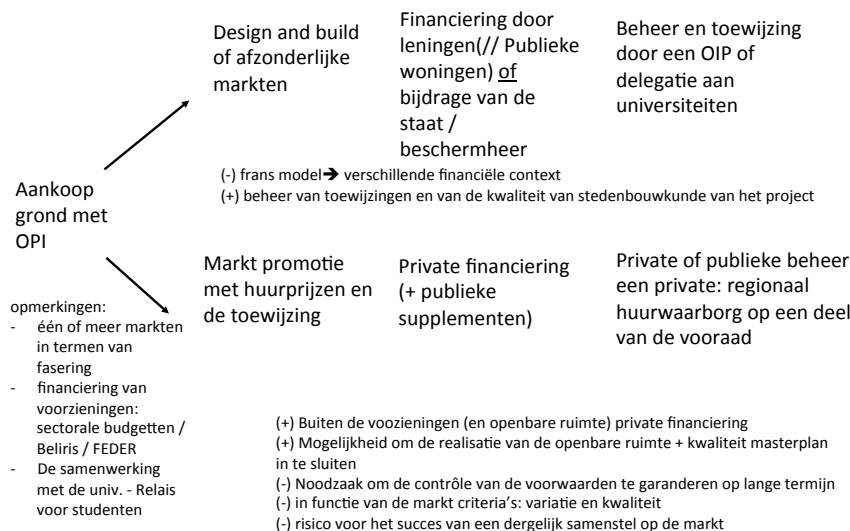 Design and build
of afzonderlijke
markten
Financiering door
leningen(// Publieke
woningen) of
bijdrage van de
staat /
beschermheer
Beheer en toewijzing
door een OIP of
delegatie aan
universiteiten
(-) frans model➔ verschillende financiële context
(+) beheer van toewijzingen en van de kwaliteit van stedenbouwkunde van het project
Aankoop
grond met
OPI
Markt promotie
met huurprijzen en
de toewijzing
Private financiering
(+ publieke
supplementen)
Private of publieke beheer
een private: regionaal
huurwaarborg op een deel
van de vooraad
opmerkingen:
- één of meer markten
in termen van
fasering
- financiering van
voorzieningen:
sectorale budgetten /
Beliris / FEDER
- De samenwerking
met de univ. - Relais
voor studenten
(+) Buiten de voozieningen (en openbare ruimte) private financiering
(+) Mogelijkheid om de realisatie van de openbare ruimte + kwaliteit masterplan
in te sluiten
(-) Noodzaak om de contrôle van de voorwaarden te garanderen op lange termijn
(-) in functie van de markt criteria's: variatie en kwaliteit
(-) risico voor het succes van een dergelijk samenstel op de markt